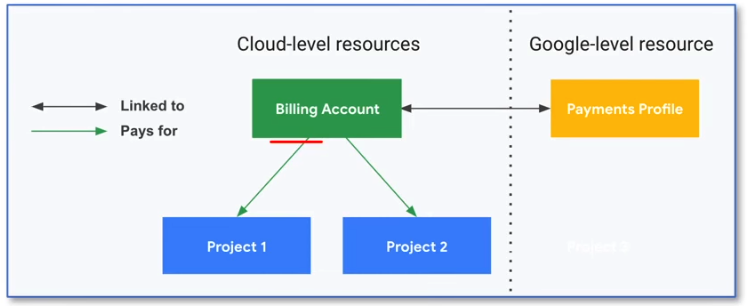 Cloud-level resources
Google-level resource
Linked to
Pays for
Billing Account
Payments Profile
Project 1
Project 2
Project 3